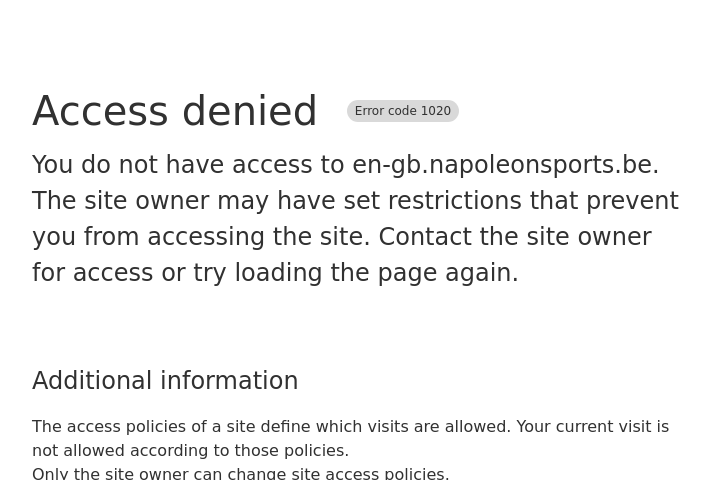 Access denied Error code 1020
You do not have access to en-gb.napoleonsports.be.
The site owner may have set restrictions that prevent
you from accessing the site. Contact the site owner
for access or try loading the page again.
Additional information
The access policies of a site define which visits are allowed. Your current visit is
not allowed according to those policies.
Only the site owner can change site access policies.